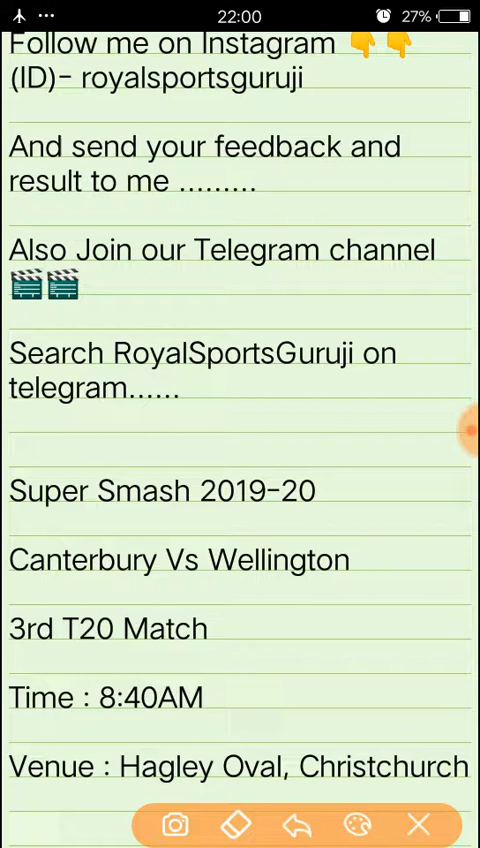 22:00
27%
Follow me on Instagram 👇👇
(ID)- royalsportsguruji
And send your feedback and
result to me .........
Also Join our Telegram channel
🎬🎬
Search RoyalSportsGuruji on
telegram......
Super Smash 2019-20
Canterbury Vs Wellington
3rd T20 Match
Time : 8:40AM
Venue : Hagley Oval, Christchurch